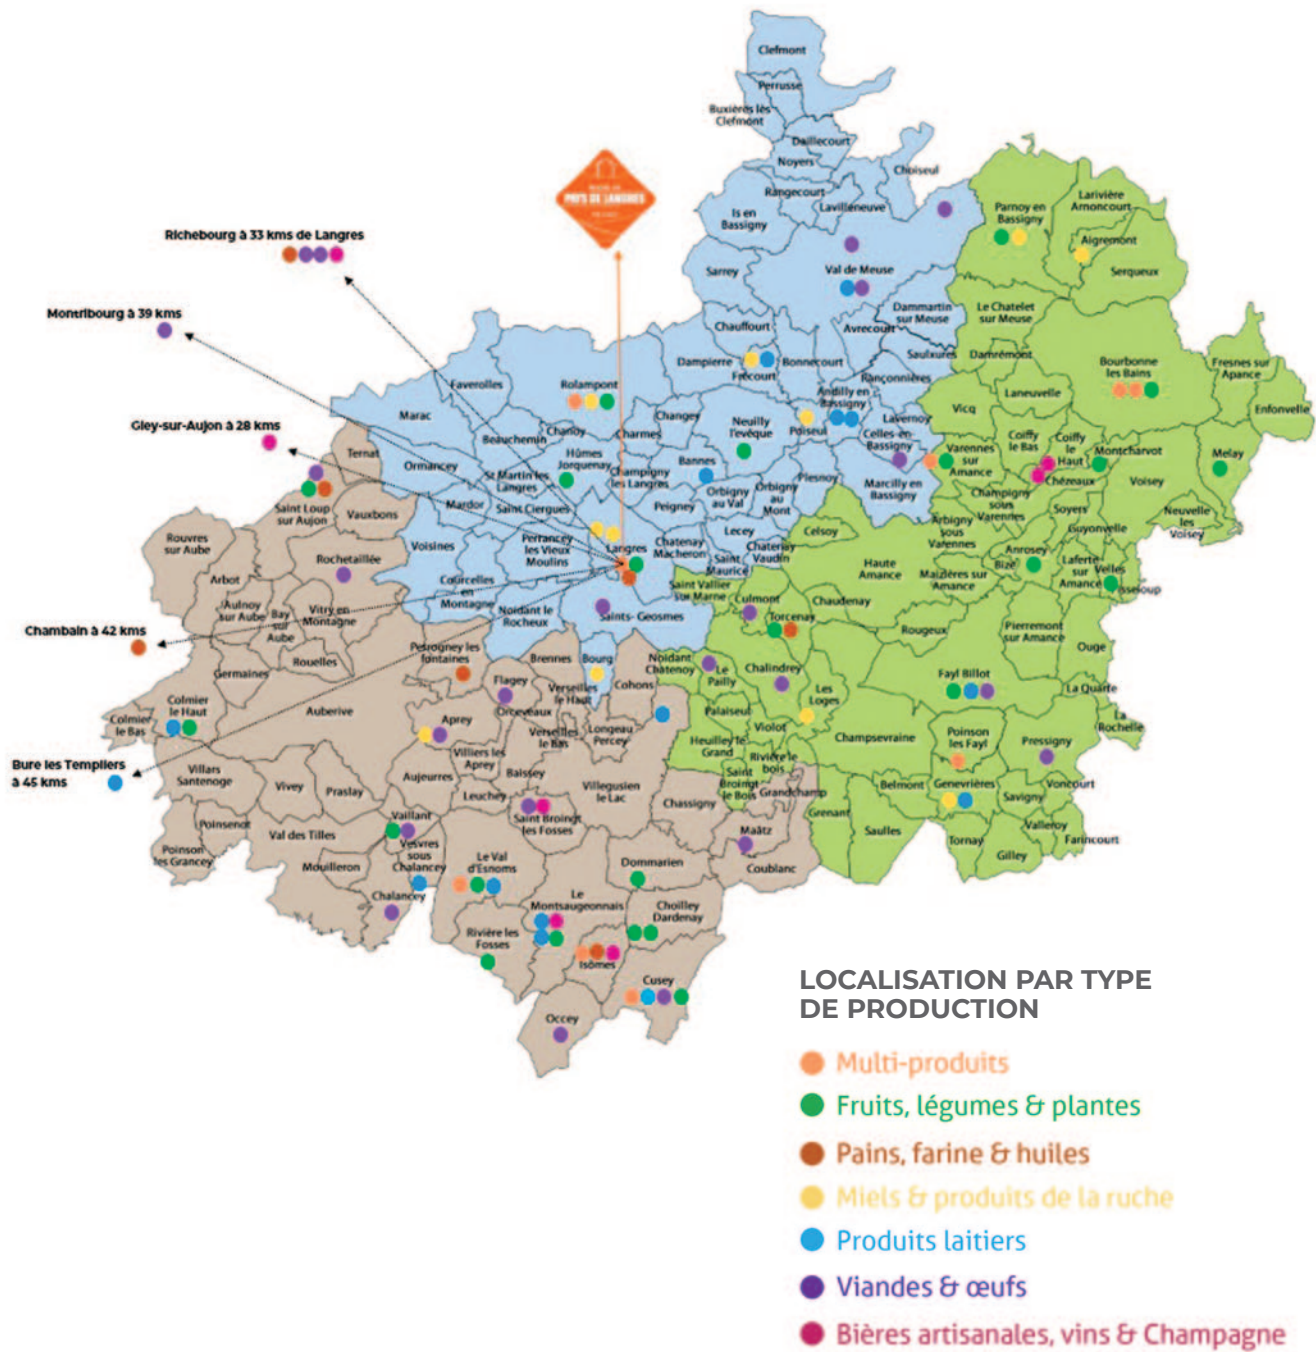 Clefmont
Perrusse
Buxières lès
Clefmont
Daillecourt
Noyers
Choiseul
Rangecourt
Lavilleneuve
Is en
Bassigny
PAYS DE LANGRES
Parnoy en
Bassigny
Larivière
Arnoncourt
Aigremont
Serqueux
Richebourg à 33 kms de Langres
Sarrey
Val de Meuse
Dammartin
sur Meuse
Le Chatelet
sur Meuse
Montribourg à 39 kms
Chauffourt
Avrecourt
Dampierre
Frécourt
Bonnecourt
Saulxures
Damrémont
Bourbonne
les Bains
Fresnes sur
Apance
Faverolles
Rolampont
Rançonnières
Andilly en
Bassigny
Laneuvelle
Enfonvelle
Marac
Changey
Neuilly
l'evêque
Poiseul
Lavernoy
Vicq
Gley-sur-Aujon à 28 kms
Beauchemin
Chanoy
Charmes
Celles-en-
Bassigny
Varennes
sur
Amance
Coiffy
le Bas
Coiffy
le
Haut
Montcharvot
Melay
Ternat
Ormancey
Hûmes
Jorquenay
Bannes
St Martin les
Langres
Champigny
les Langres
Plesnoy
Marcilly en
Bassigny
Chézeaux
Voisey
Saint Loup
sur Aujon
Vauxbons
Mardor
Saint Ciergues
Peigney
Orbigny
au Val
Orbigny
au
Mont
Champigny
sous
Varennes
Soyers
Neuvelle
les
Voisey
Rouvres
sur Aube
Voisines
Perrancey
les Vieux
Moulins
Langres
Chatenay
Macheron
Lecey
Chatenay
Vaudin
Celsoy
Arbigny
sous
Varennes
Guyonvelle
Rochetaillée
Saint
Maurice
Haute
Amance
Anrosey
Bize
Laferté
sur
Amance
Velles
Arbot
Courcelles
en
Montagne
Saint Vallier
sur Marne
Maizières sur
Amance
Aulnoy
sur Aube
Bay
sur
Aube
Vitry en
Montagne
Noidant le
Rocheux
Saints- Geosmes
Culmont
Torcenay
Chaudenay
Rougeux
Pierremont
sur Amance
Chambain à 42 kms
Rouelles
Perrogney les
fontaines
Brennes
Bourg
Noidant
Chatenoy
Le
Pailly
Chalindrey
Ouge
Germaines
Flagey
Verseilles
le Haut
Cohons
Les
Loges
Fayl Billot
La Quarte
Colmier
le Haut
Colmier
le Bas
Auberive
Aprey
Orcevaux
Verseilles
le Bas
Longeau
Percey
Palaiseul
Violot
Champsevraine
Poinson
les Fayl
Pressigny
La
Rochelle
Heuilley le
Grand
Bure les Templiers
à 45 kms
Villars
Santenoge
Villiers les
Aprey
Rivière le
bois
Vivey
Praslay
Aujeurres
Baissey
Villegusien
le Lac
Saint
Broingt
le Bois
Grandchamp
Belmont
Genevrières
Voncourt
Leuchey
Chassigny
Savigny
Poinsenot
Vaillant
Saint Broingt
les Fosses
Maâtz
Grenant
Saulles
Valleroy
Farincourt
Val des Tilles
Poinson
les Grancey
Mouilleron
Vesvres
sous
Chalancey
Le Val
d'Esnoms
Dommarien
Coublanc
Tornay
Gilley
Chalancey
Le
Montsaugeonnais
Choilley
Dardenay
Rivière les
Fosses
Isômes
Cusey
Occey
LOCALISATION PAR TYPE
DE PRODUCTION
Multi-produits
Fruits, légumes & plantes
Pains, farine & huiles
Miels & produits de la ruche
Produits laitiers
Viandes & œufs
Bières artisanales, vins & Champagne